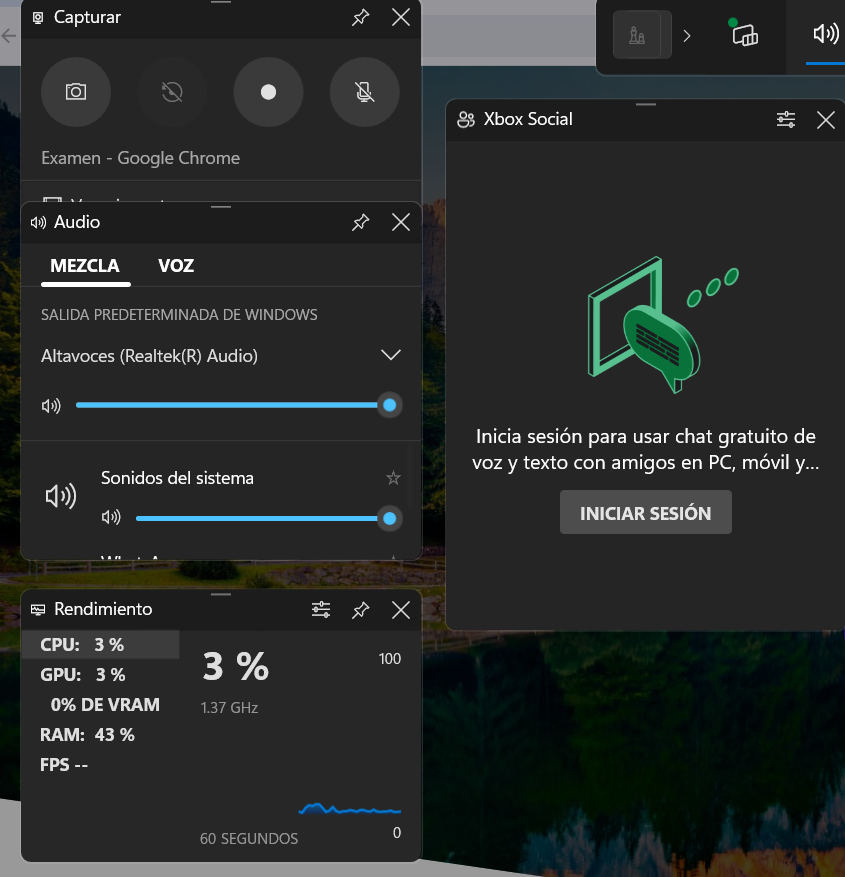 Capturar
Examen - Google Chrome
Audio
MEZCLA VOZ
SALIDA PREDETERMINADA DE WINDOWS
Altavoces (Realtek(R) Audio)
Sonidos del sistema
Rendimiento
CPU: 3 %
GPU: 3 %
0% DE VRAM
RAM: 43 %
FPS --
3 %
1.37 GHz
100
60 SEGUNDOS
0
Xbox Social
Inicia sesión para usar chat gratuito de
voz y texto con amigos en PC, móvil y...
INICIAR SESIÓN